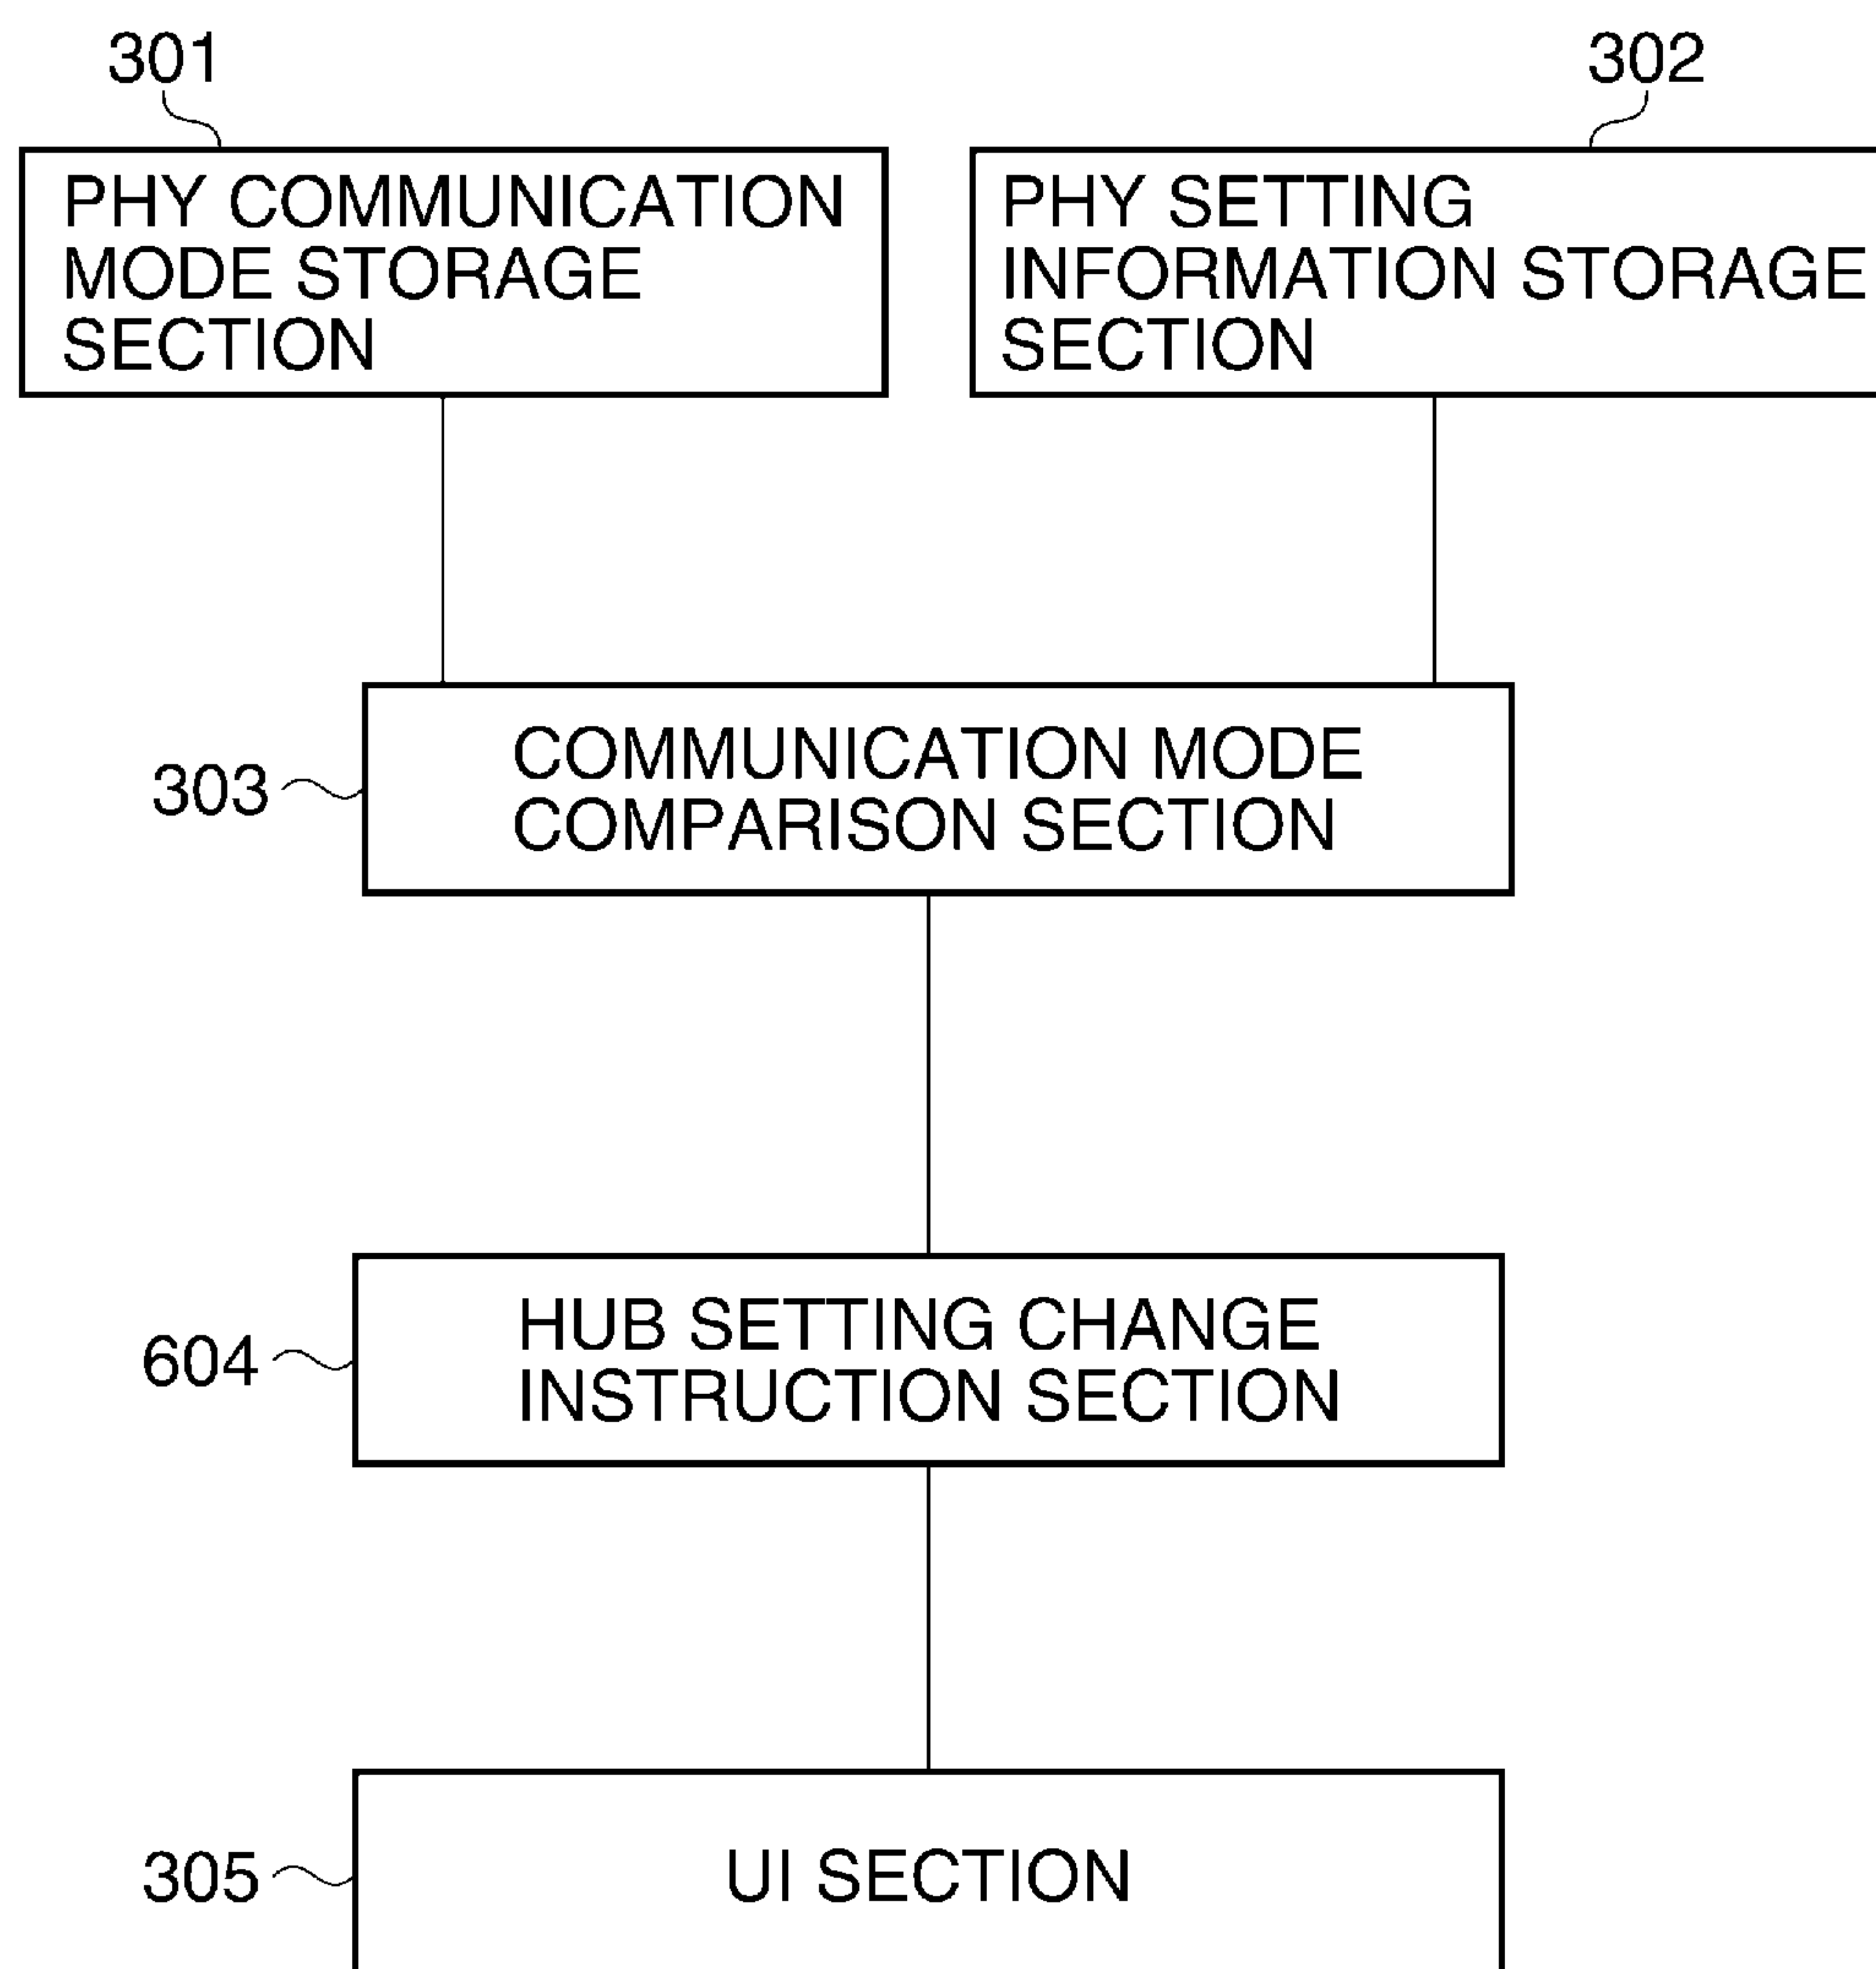 301
302
PHY COMMUNICATION
MODE STORAGE
SECTION
PHY SETTING
INFORMATION STORAGE
SECTION
303
COMMUNICATION MODE
COMPARISON SECTION
604
HUB SETTING CHANGE
INSTRUCTION SECTION
305
UI SECTION